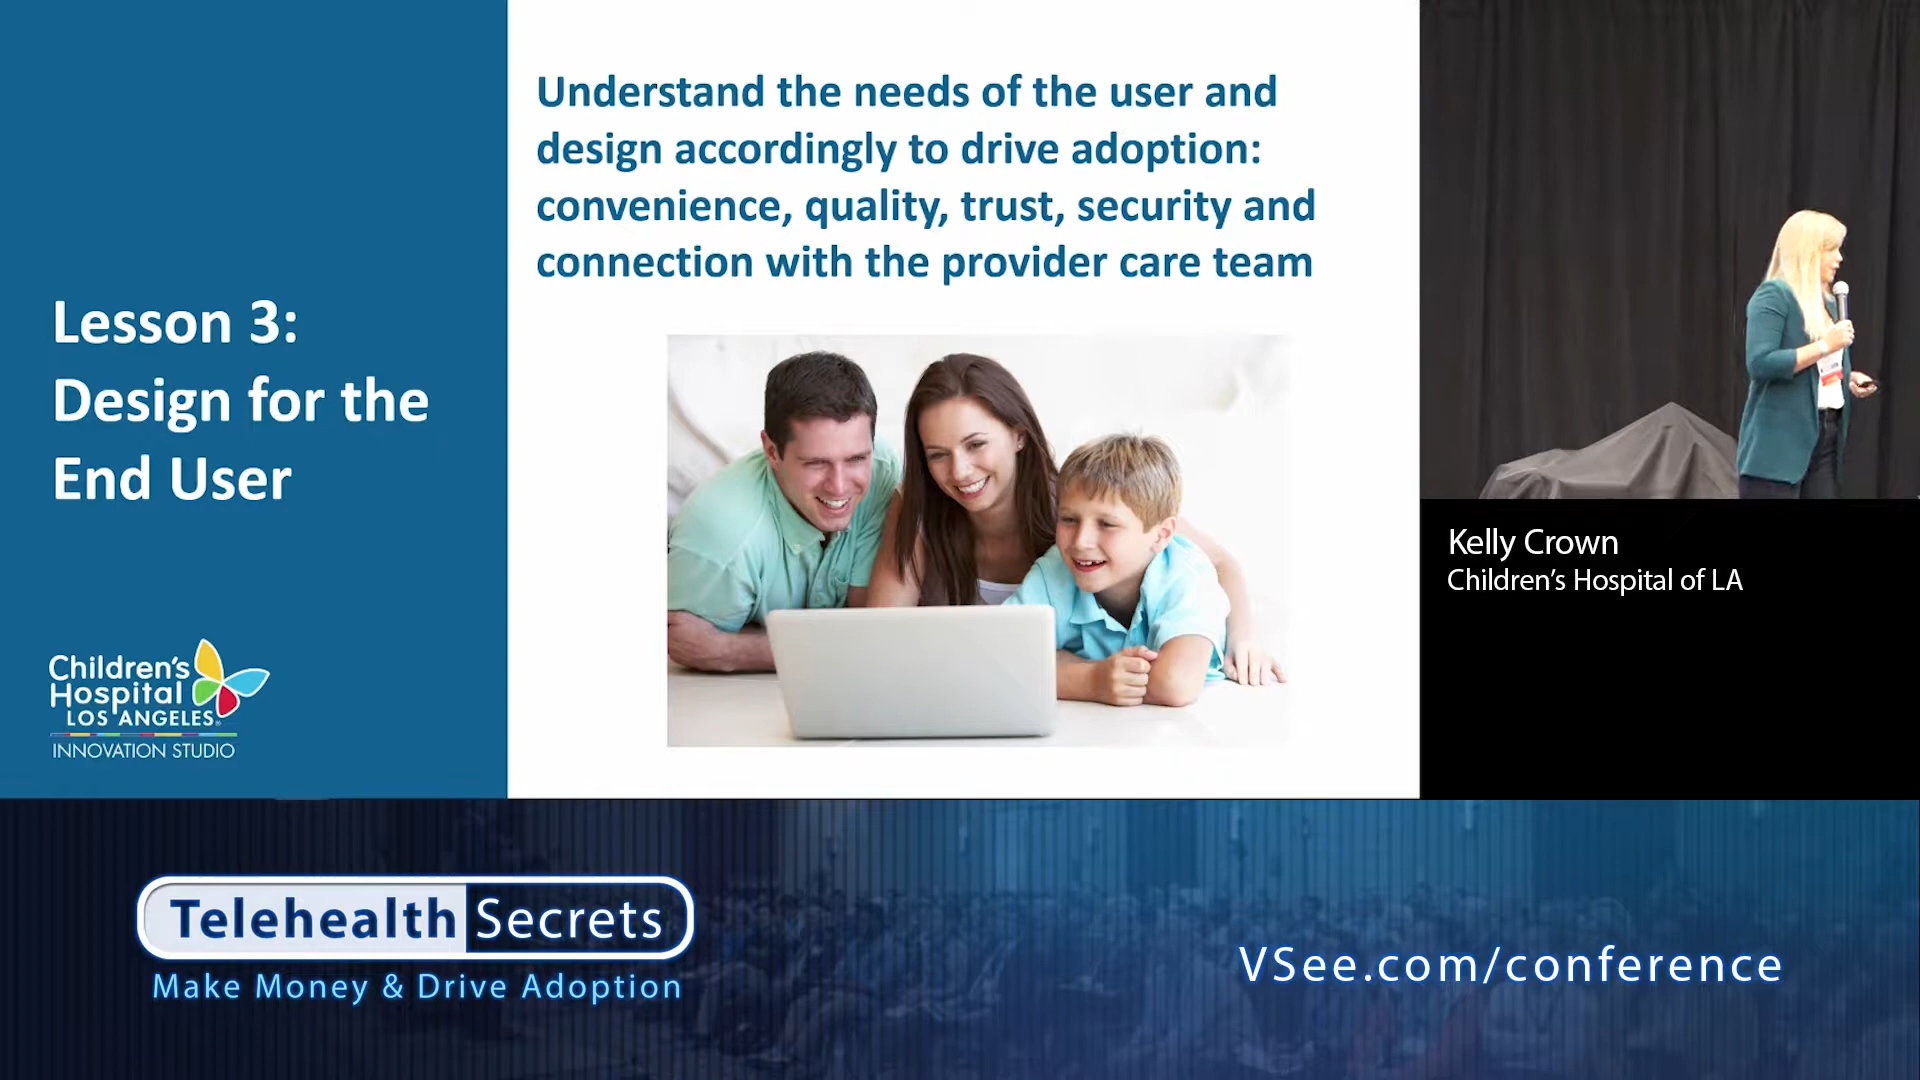 Lesson 3:
Design for the
End User
Children's
Hospital
LOS ANGELES
INNOVATION STUDIO
Understand the needs of the user and
design accordingly to drive adoption:
convenience, quality, trust, security and
connection with the provider care team
Kelly Crown
Children's Hospital of LA
Telehealth Secrets
Make Money & Drive Adoption
VSee.com/conference